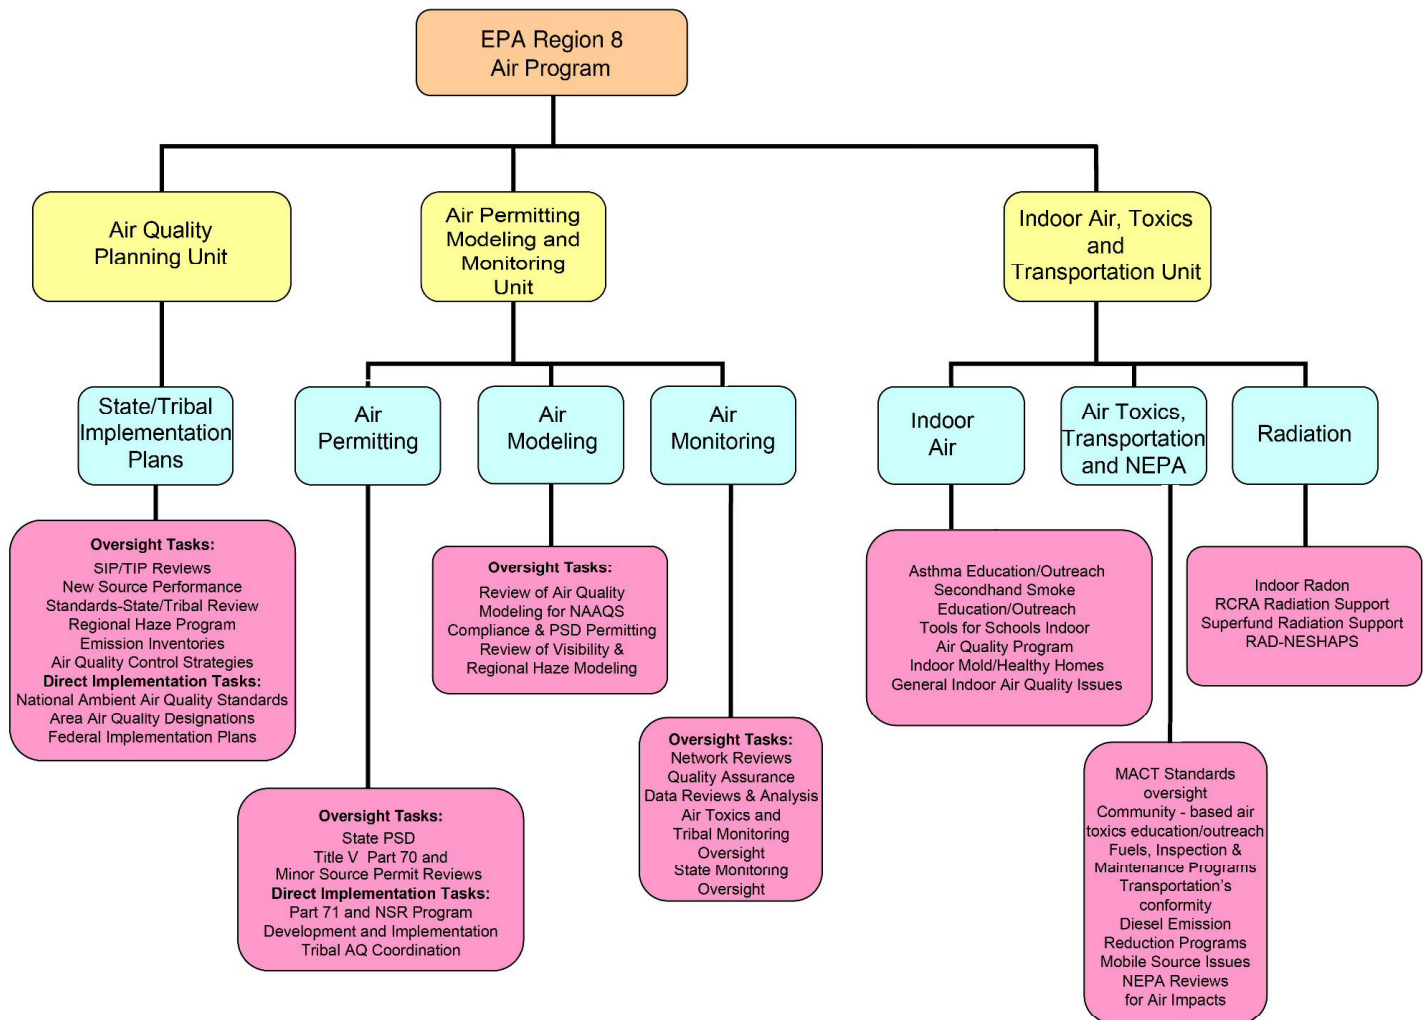 EPA Region 8
Air Program
Air Quality
Planning Unit
Air Permitting
Modeling and
Monitoring
Unit
Indoor Air, Toxics
and
Transportation Unit
State/Tribal
Implementation
Plans
Air
Permitting
Air
Modeling
Air
Monitoring
Indoor
Air
Air Toxics,
Transportation
and NEPA
Radiation
Oversight Tasks:
SIP/TIP Reviews
New Source Performance
Standards-State/Tribal Review
Regional Haze Program
Emission Inventories
Air Quality Control Strategies
Direct Implementation Tasks:
National Ambient Air Quality Standards
Area Air Quality Designations
Federal Implementation Plans
Oversight Tasks:
State PSD
Title V Part 70 and
Minor Source Permit Reviews
Direct Implementation Tasks:
Part 71 and NSR Program
Development and Implementation
Tribal AQ Coordination
Oversight Tasks:
Review of Air Quality
Modeling for NAAQS
Compliance & PSD Permitting
Review of Visibility &
Regional Haze Modeling
Oversight Tasks:
Network Reviews
Quality Assurance
Data Reviews & Analysis
Air Toxics and
Tribal Monitoring
Oversight
State Monitoring
Oversight
Asthma Education/Outreach
Secondhand Smoke
Education/Outreach
Tools for Schools Indoor
Air Quality Program
Indoor Mold/Healthy Homes
General Indoor Air Quality Issues
MACT Standards
oversight
Community - based air
toxics education/outreach
Fuels, Inspection &
Maintenance Programs
Transportation's
conformity
Diesel Emission
Reduction Programs
Mobile Source Issues
NEPA Reviews
for Air Impacts
Indoor Radon
RCRA Radiation Support
Superfund Radiation Support
RAD-NESHAPS